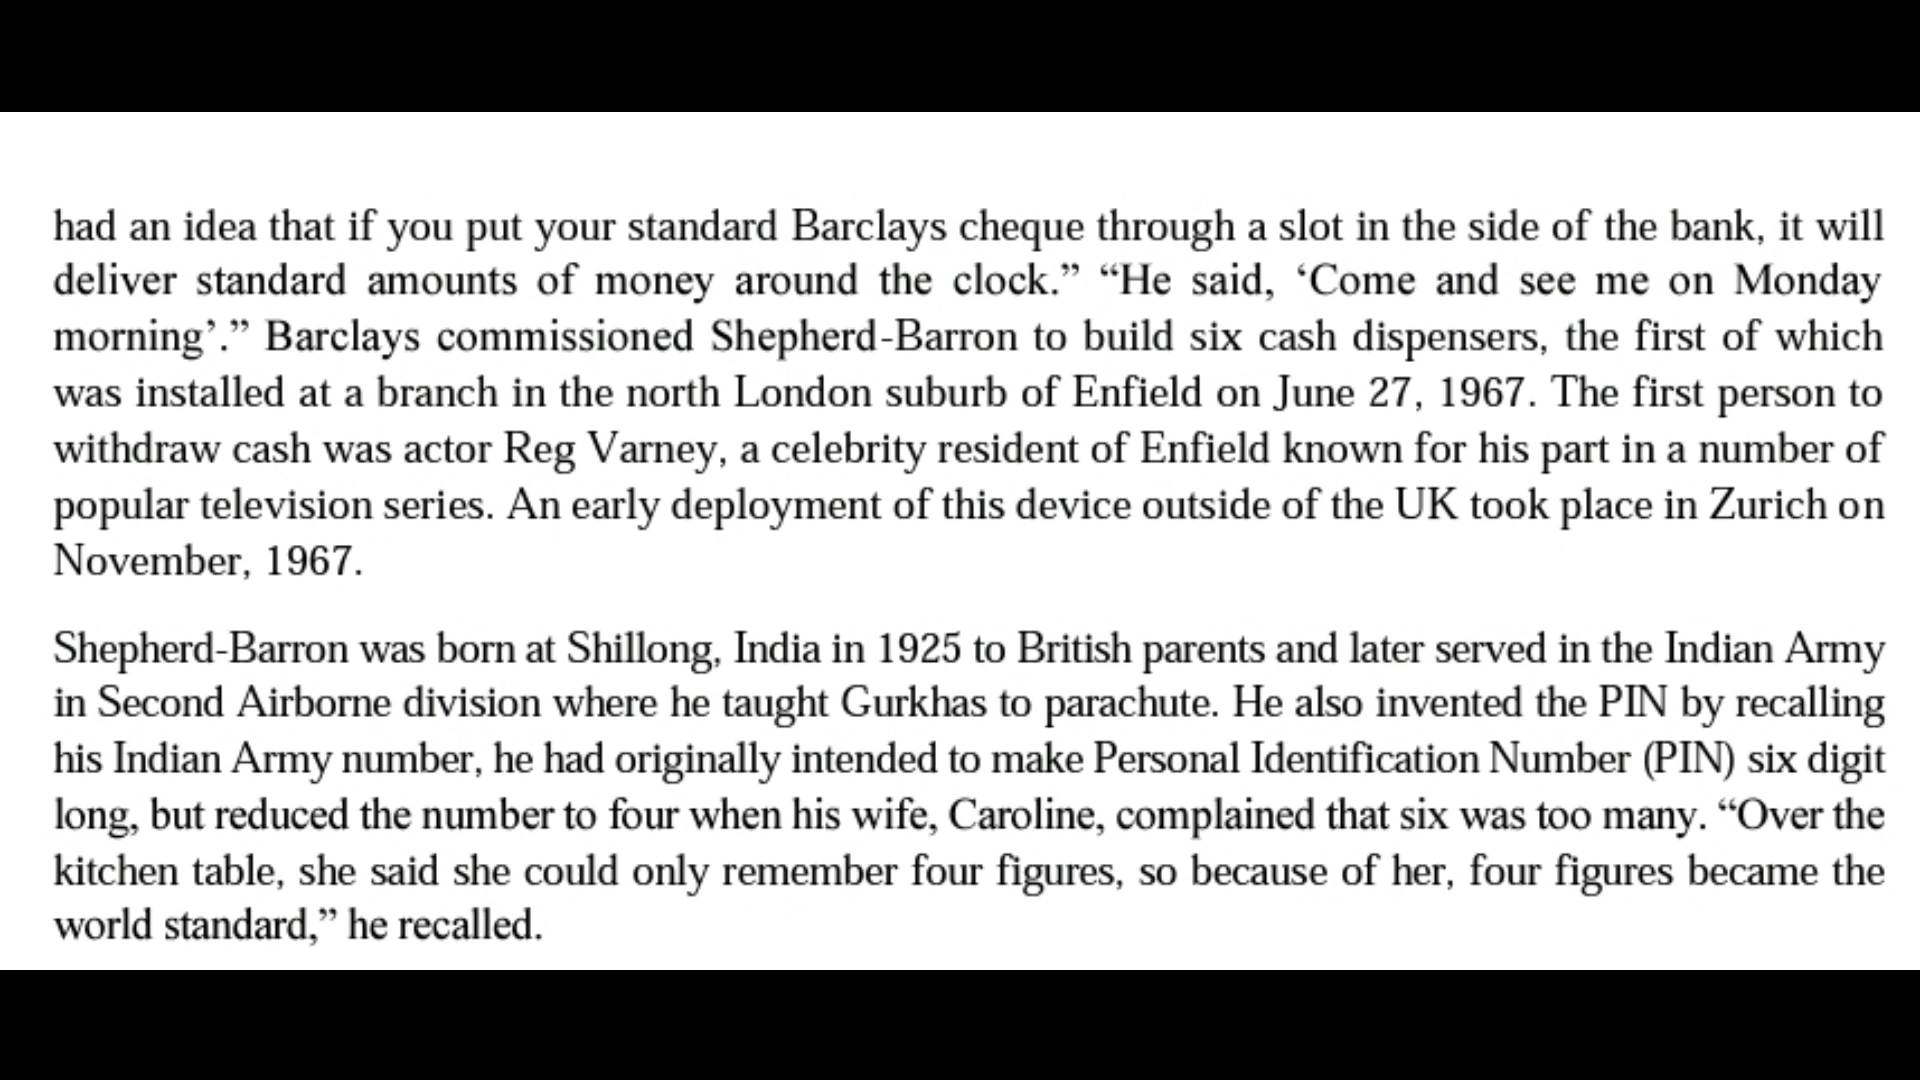 had an idea that if you put your standard Barclays cheque through a slot in the side of the bank, it will
deliver standard amounts of money around the clock.” “He said, ‘Come and see me on Monday
morning’.” Barclays commissioned Shepherd-Barron to build six cash dispensers, the first of which
was installed at a branch in the north London suburb of Enfield on June 27, 1967. The first person to
withdraw cash was actor Reg Varney, a celebrity resident of Enfield known for his part in a number of
popular television series. An early deployment of this device outside of the UK took place in Zurich on
November, 1967.
Shepherd-Barron was born at Shillong, India in 1925 to British parents and later served in the Indian Army
in Second Airborne division where he taught Gurkhas to parachute. He also invented the PIN by recalling
his Indian Army number, he had originally intended to make Personal Identification Number (PIN) six digit
long, but reduced the number to four when his wife, Caroline, complained that six was too many. “Over the
kitchen table, she said she could only remember four figures, so because of her, four figures became the
world standard,” he recalled.